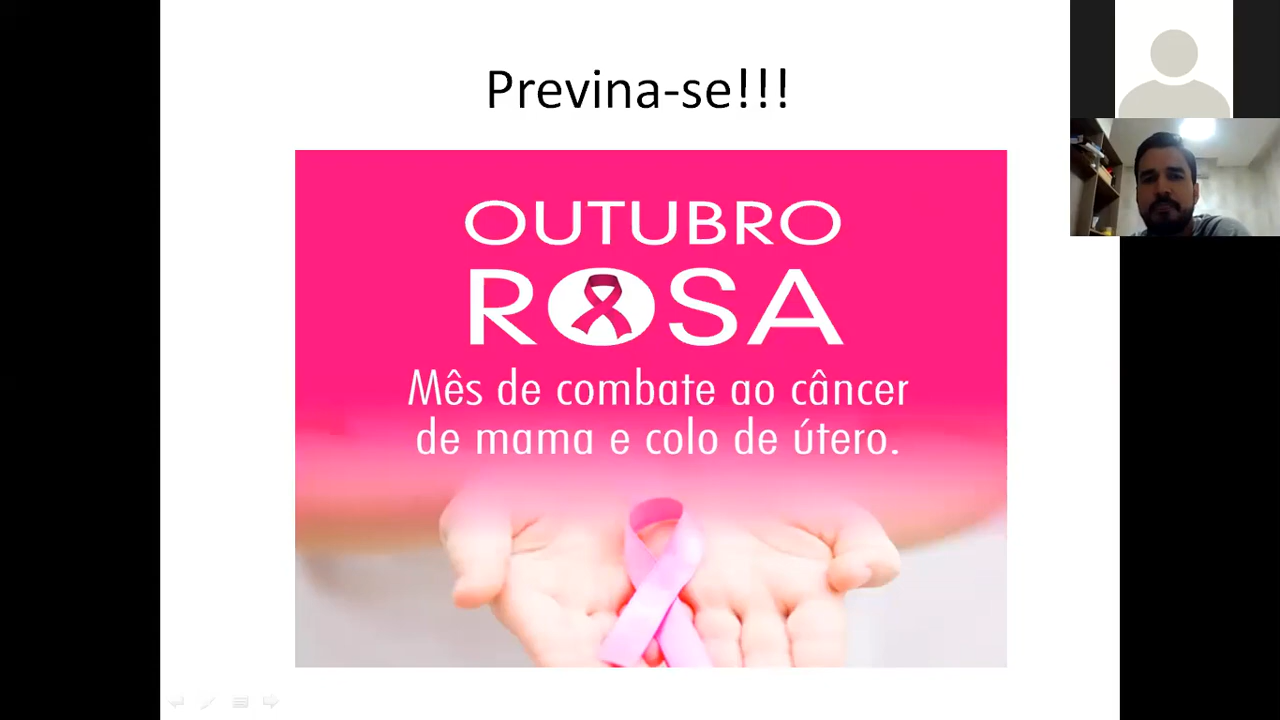 Previna-se!!!
OUTUBRO
ROSA
Mês de combate ao câncer
de mama e colo de útero.